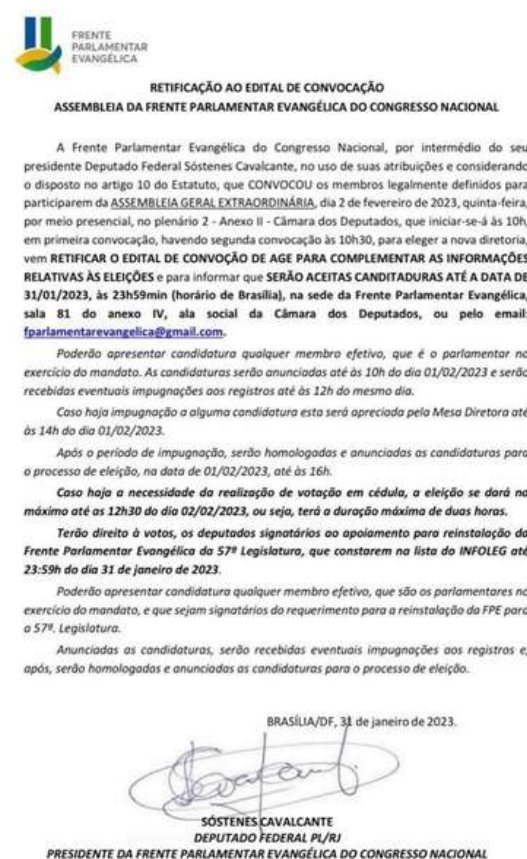 FRENTE
PARLAMENTAR
EVANGÉLICA
RETIFICAÇÃO AO EDITAL DE CONVOCAÇÃO
ASSEMBLEIA DA FRENTE PARLAMENTAR EVANGÉLICA DO CONGRESSO NACIONAL
A Frente Parlamentar Evangélica do Congresso Nacional, por intermédio do seu
presidente Deputado Federal Sóstenes Cavalcante, no uso de suas atribuições e considerando
o disposto no artigo 10 do Estatuto, que CONVOCOU os membros legalmente definidos para
participarem da ASSEMBLEIA GERAL EXTRAORDINÁRIA, dia 2 de fevereiro de 2023, quinta-feira,
por meio presencial, no plenário 2 - Anexo II - Câmara dos Deputados, que iniciar-se-á às 10h,
em primeira convocação, havendo segunda convocação às 10h30, para eleger a nova diretoria,
vem RETIFICAR O EDITAL DE CONVOÇÃO DE AGE PARA COMPLEMENTAR AS INFORMAÇÕES
RELATIVAS ÀS ELEIÇÕES e para informar que SERÃO ACEITAS CANDITADURAS ATÉ A DATA DE
31/01/2023, às 23h59min (horário de Brasília), na sede da Frente Parlamentar Evangélica,
sala 81 do anexo IV, ala social da Câmara dos Deputados, ou pelo email:
fparlamentarevangelica@gmail.com.
Poderão apresentar candidatura qualquer membro efetivo, que é o parlamentar no
exercício do mandato. As candidaturas serão anunciadas até às 10h do dia 01/02/2023 e serão
recebidas eventuais impugnações aos registros até às 12h do mesmo dia.
Caso haja impugnação a alguma candidatura esta será apreciada pela Mesa Diretora até
às 14h do dia 01/02/2023.
Após o período de impugnação, serão homologadas e anunciadas as candidaturas para
o processo de eleição, na data de 01/02/2023, até às 16h.
Caso haja a necessidade da realização de votação em cédula, a eleição se dará no
máximo até as 12h30 do dia 02/02/2023, ou seja, terá a duração máxima de duas horas.
Terão direito à votos, os deputados signatários ao apoiamento para reinstalação da
Frente Parlamentar Evangélica da 57ª Legislatura, que constarem na lista do INFOLEG até
23:59h do dia 31 de janeiro de 2023.
Poderão apresentar candidatura qualquer membro efetivo, que são os parlamentares no
exercício do mandato, e que sejam signatários do requerimento para a reinstalação da FPE para
a 57ª. Legislatura.
Anunciadas as candidaturas, serão recebidas eventuais impugnações aos registros e,
após, serão homologadas e anunciadas as candidaturas para o processo de eleição.
BRASÍLIA/DF, 31 de janeiro de 2023.
SÓSTENES CAVALCANTE
DEPUTADO FEDERAL PL/RJ
PRESIDENTE DA FRENTE PARLAMENTAR EVANGÉLICA DO CONGRESSO NACIONAL